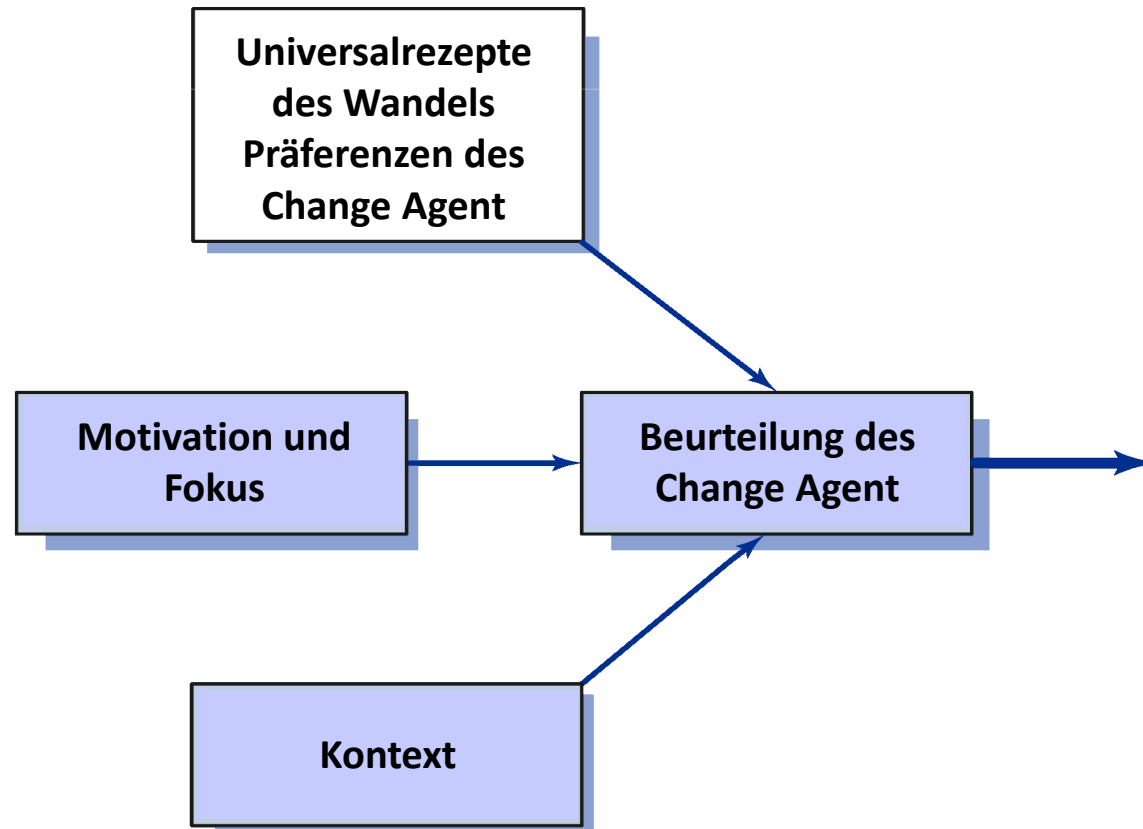 Universalrezepte
des Wandels
Präferenzen des
Change Agent
Motivation und
Fokus
Beurteilung des
Change Agent
Kontext